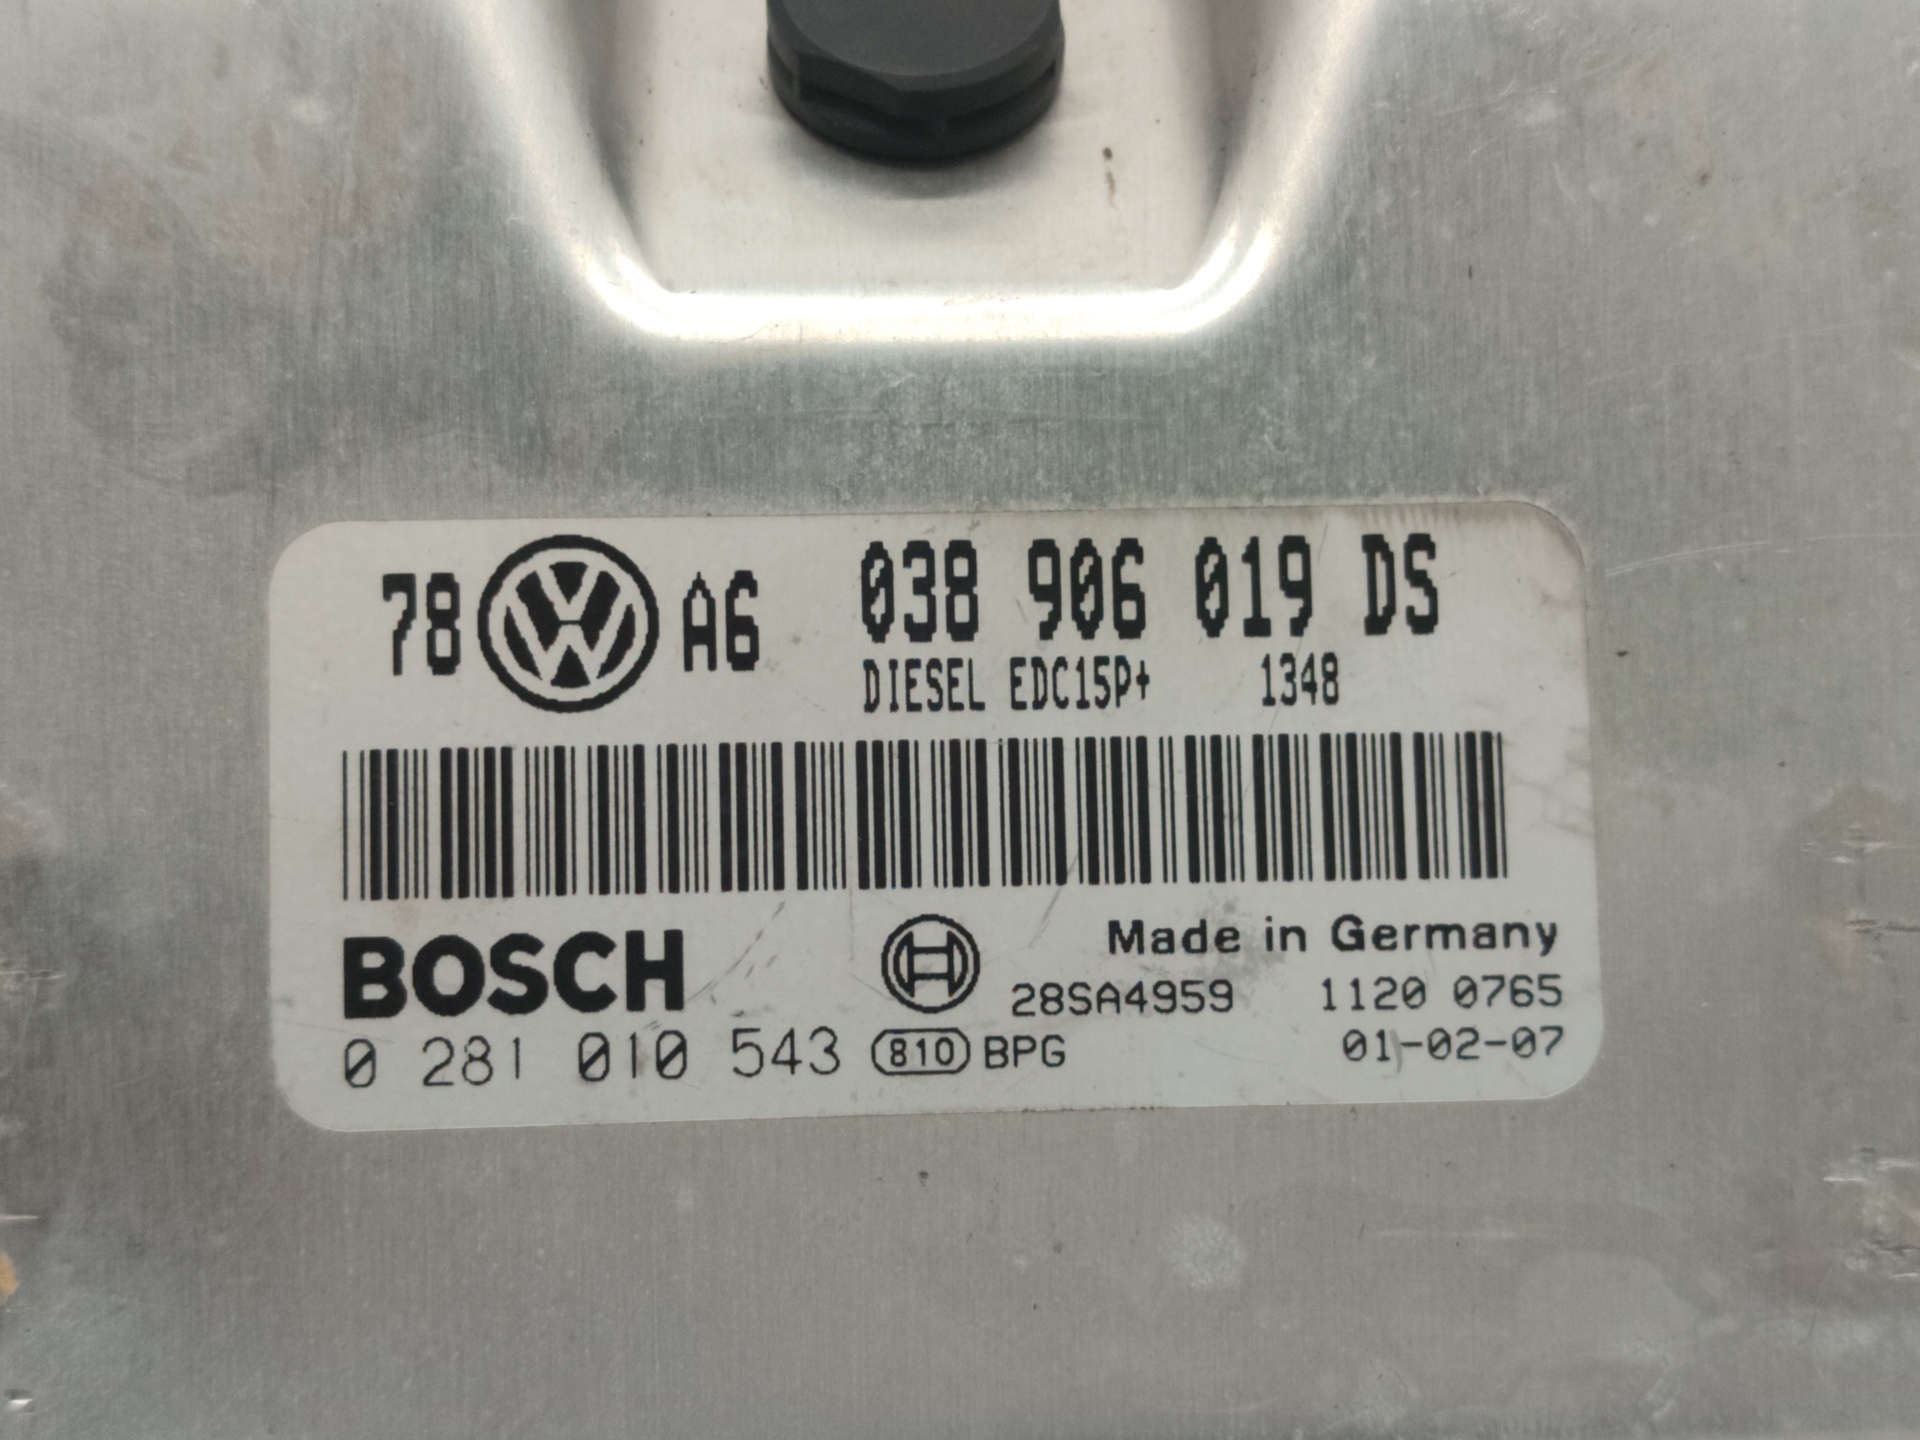 78 VW A6 038 906 019 DS
DIESEL EDC15P+ 1348
BOSCH
Made in Germany
28SA4959 1120 0765
0 281 010 543 810 BPG 01-02-07